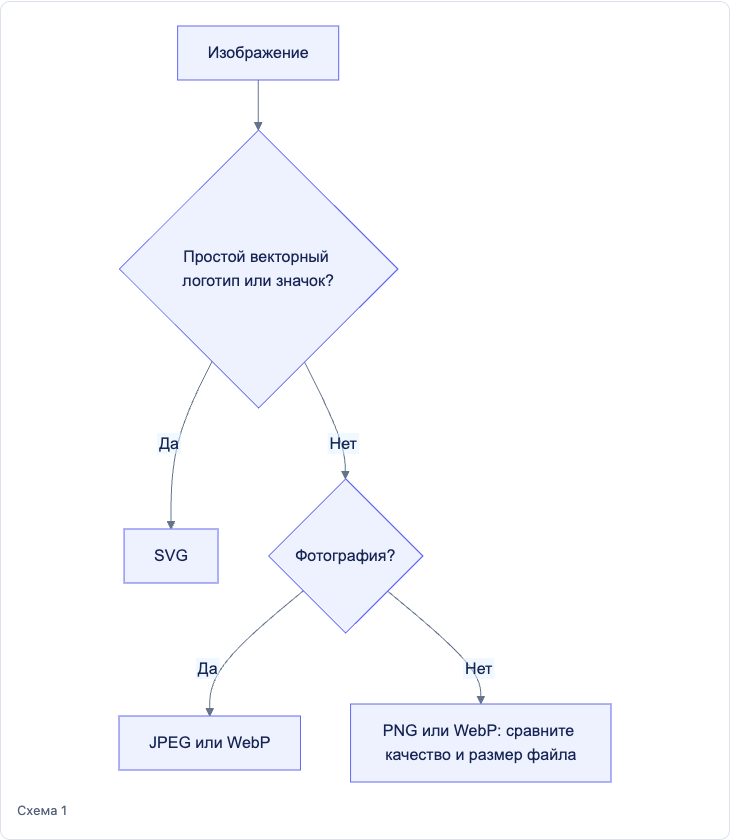 Изображение
Простой векторный
логотип или значок?
Да
Нет
SVG
Фотография?
Да
Нет
JPEG или WebP
PNG или WebP: сравните
качество и размер файла
Схема 1